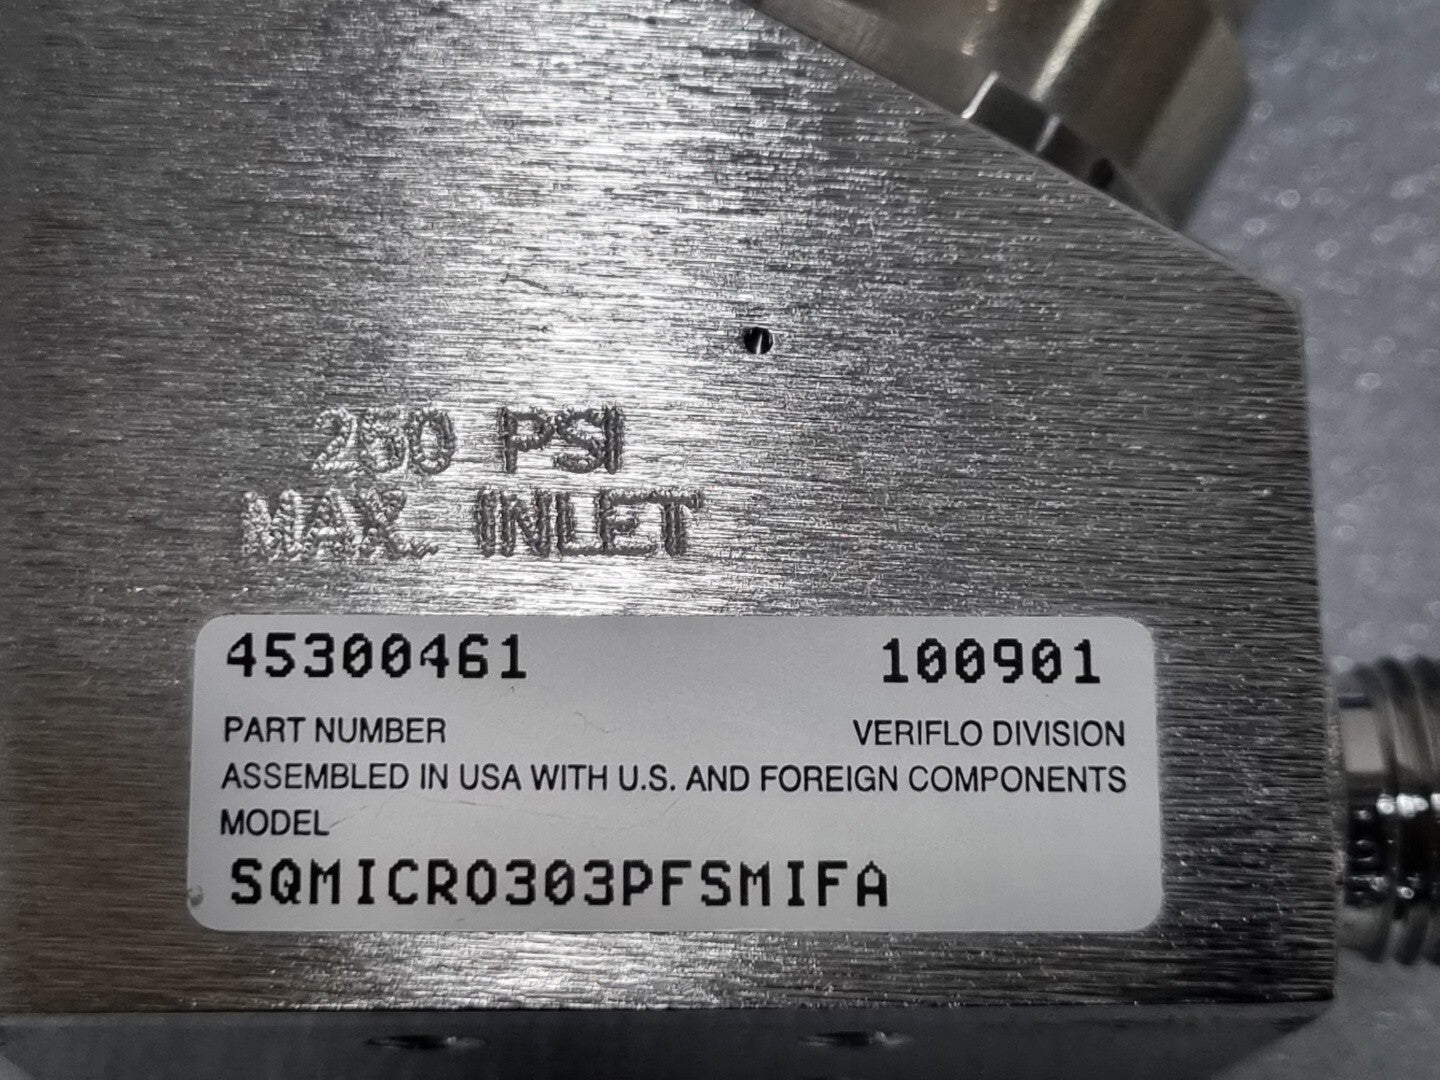 250 PSI
MAX. INLET
45300461 100901
PART NUMBER VERIFLO DIVISION
ASSEMBLED IN USA WITH U.S. AND FOREIGN COMPONENTS
MODEL
SQMICRO303PFSMIFA